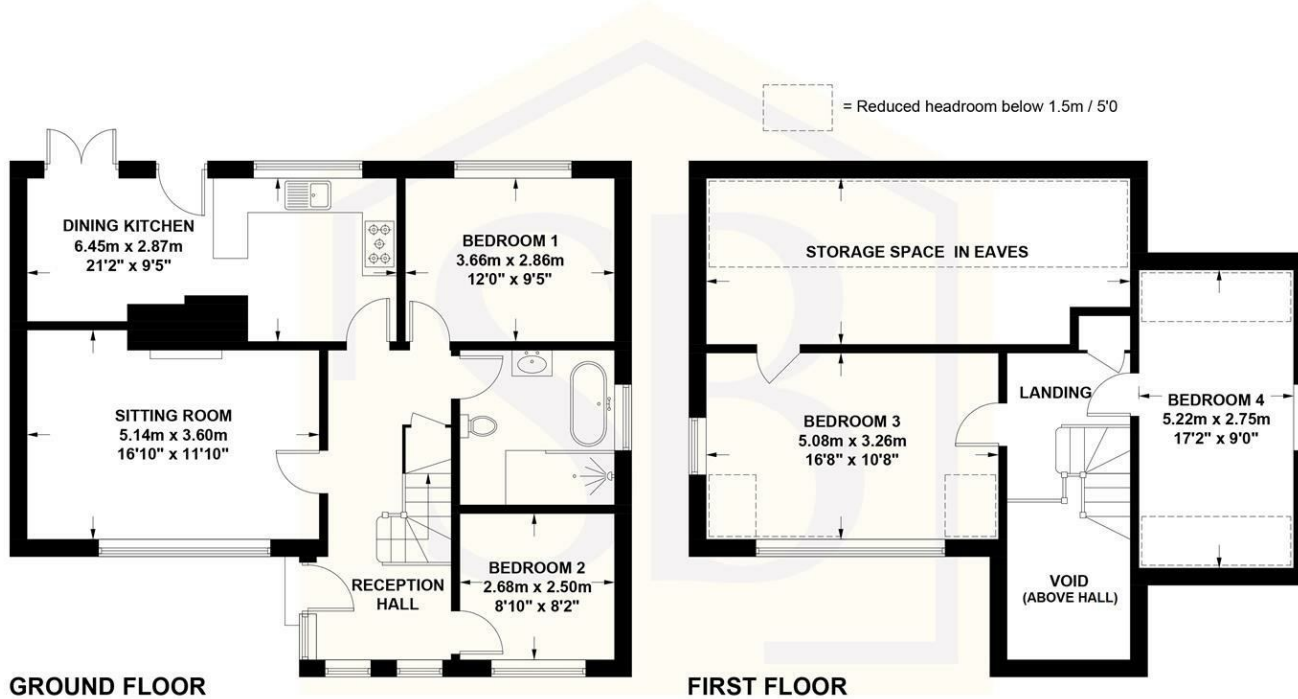 = Reduced headroom below 1.5m / 5'0
DINING KITCHEN
6.45m x 2.87m
21'2" x 9'5"
BEDROOM 1
3.66m x 2.86m
12'0" x 9'5"
SITTING ROOM
5.14m x 3.60m
16'10" x 11'10"
RECEPTION
HALL
BEDROOM 2
2.68m x 2.50m
8'10" x 8'2"
GROUND FLOOR
STORAGE SPACE IN EAVES
BEDROOM 3
5.08m x 3.26m
16'8" x 10'8"
LANDING
BEDROOM 4
5.22m x 2.75m
17'2" x 9'0"
VOID
(ABOVE HALL)
FIRST FLOOR
SB